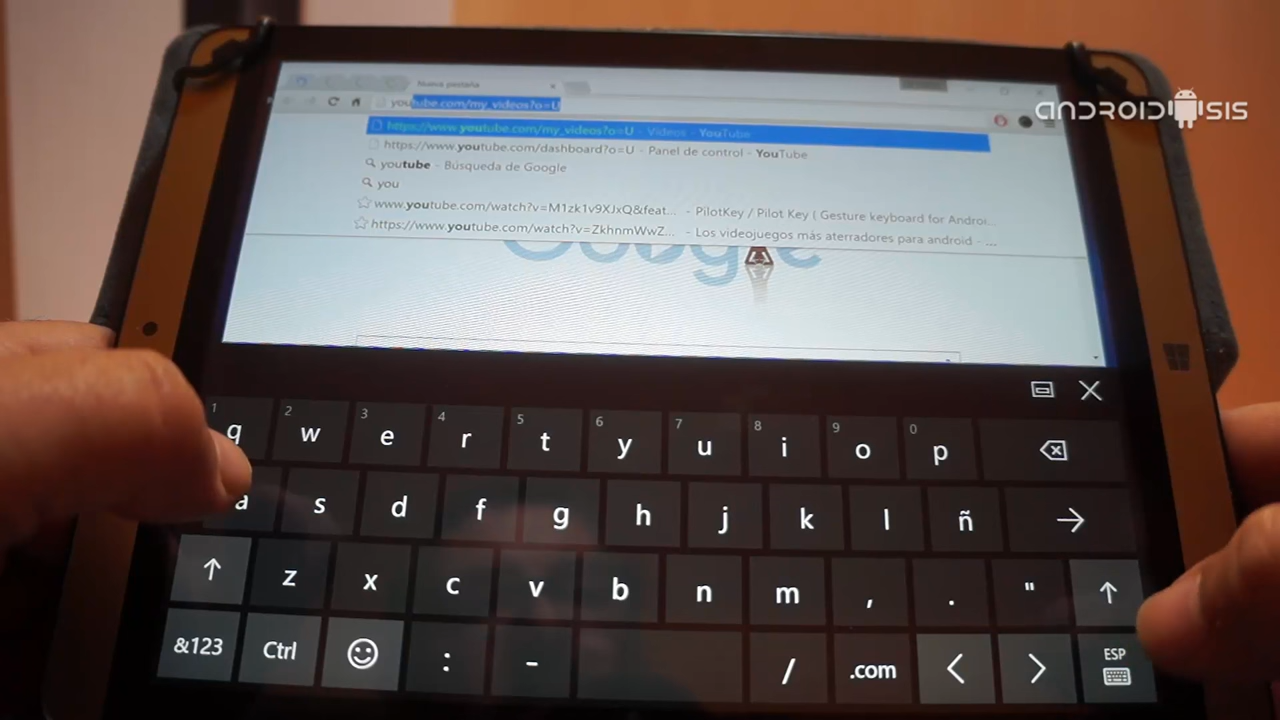 ANDROIDSIS
Nueva pestaña
youtube.com/my_videos?o=U
https://www.youtube.com/my_videos?o=U - Vídeos - YouTube
https://www.youtube.com/dashboard?o=U - Panel de control - YouTube
youtube - Búsqueda de Google
you
www.youtube.com/watch?v=M1zk1v9XJxQ&feat... - PilotKey / Pilot Key ( Gesture keyboard for Androi...
https://www.youtube.com/watch?v=ZkhnmWwZ... - Los videojuegos más aterradores para android - ...
Google
1 2 3 4 5 6 7 8 9 0
q w e r t y u i o p
a s d f g h j k l ñ
z x c v b n m , . "
&123 Ctrl : - / .com ESP